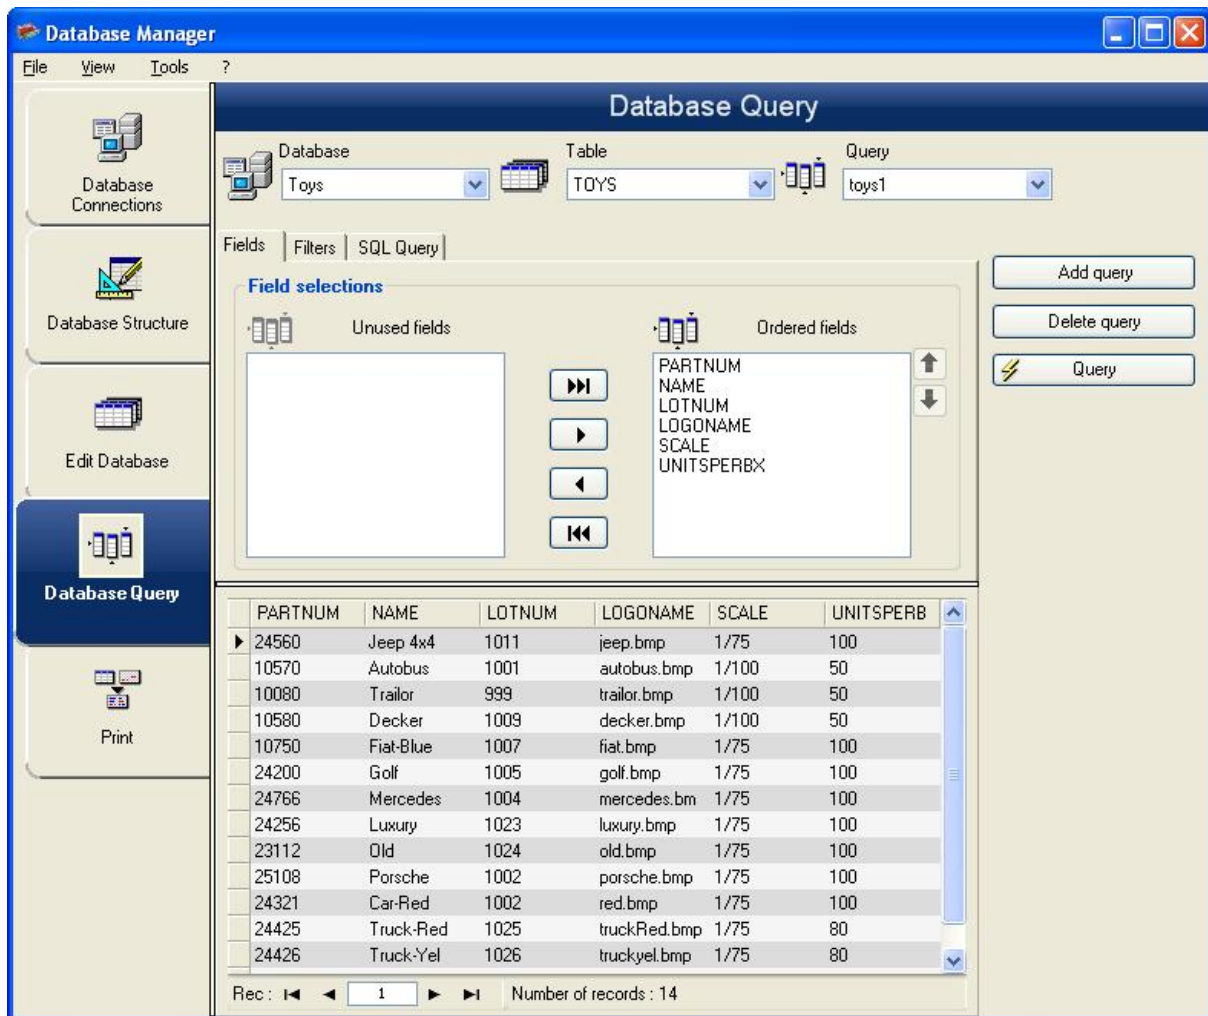 Database Manager
File View Tools ?
Database Connections
Database Structure
Edit Database
Database Query
Print
Database Query
Database Table Query
Toys TOYS toys1
Fields Filters SQL Query
Field selections
Unused fields Ordered fields
PARTNUM
NAME
LOTNUM
LOGONAME
SCALE
UNITSPERBX
Add query
Delete query
Query
PARTNUM NAME LOTNUM LOGONAME SCALE UNITSPERB
24560 Jeep 4x4 1011 jeep.bmp 1/75 100
10570 Autobus 1001 autobus.bmp 1/100 50
10080 Trailor 999 trailor.bmp 1/100 50
10580 Decker 1009 decker.bmp 1/100 50
10750 Fiat-Blue 1007 fiat.bmp 1/75 100
24200 Golf 1005 golf.bmp 1/75 100
24766 Mercedes 1004 mercedes.bm 1/75 100
24256 Luxury 1023 luxury.bmp 1/75 100
23112 Old 1024 old.bmp 1/75 100
25108 Porsche 1002 porsche.bmp 1/75 100
24321 Car-Red 1002 red.bmp 1/75 100
24425 Truck-Red 1025 truckRed.bmp 1/75 80
24426 Truck-Yel 1026 truckyel.bmp 1/75 80
Rec : 1 Number of records : 14